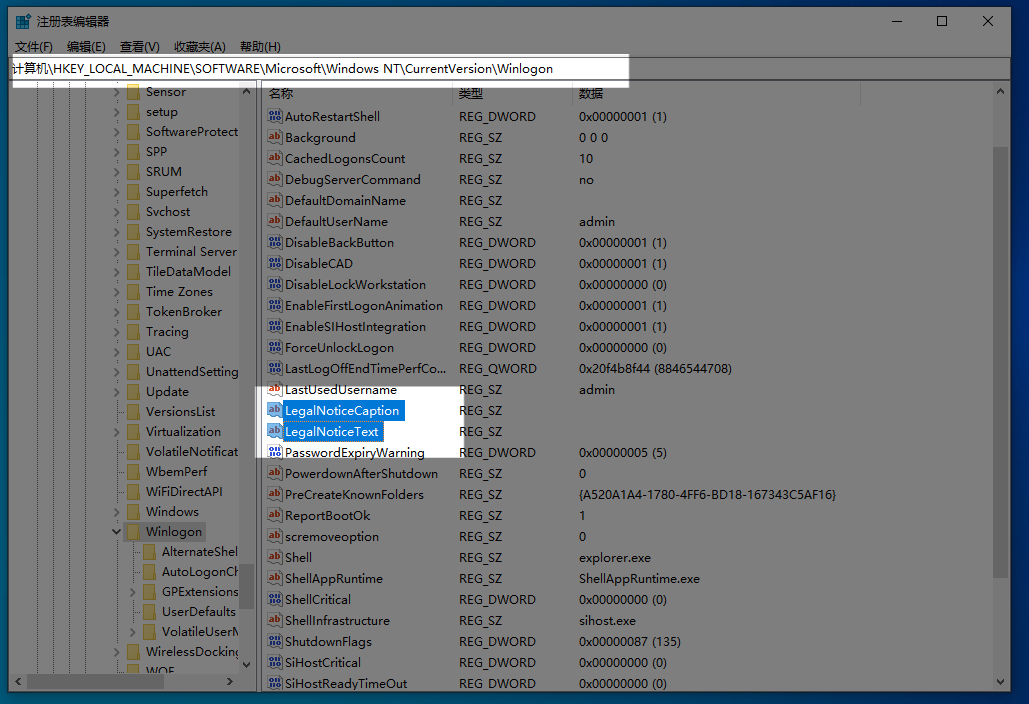 注册表编辑器
文件(F) 编辑(E) 查看(V) 收藏夹(A) 帮助(H)
计算机\HKEY_LOCAL_MACHINE\SOFTWARE\Microsoft\Windows NT\CurrentVersion\Winlogon
Sensor
setup
SoftwareProtect
SPP
SRUM
Superfetch
Svchost
SystemRestore
Terminal Server
TileDataModel
Time Zones
TokenBroker
Tracing
UAC
UnattendSetting
Update
VersionsList
Virtualization
VolatileNotificat
WbemPerf
WiFiDirectAPI
Windows
Winlogon
AlternateShel
AutoLogonCh
GPExtensions
UserDefaults
VolatileUserM
WirelessDocking
WOF
名称 类型 数据
AutoRestartShell REG_DWORD 0x00000001 (1)
Background REG_SZ 0 0 0
CachedLogonsCount REG_SZ 10
DebugServerCommand REG_SZ no
DefaultDomainName REG_SZ
DefaultUserName REG_SZ admin
DisableBackButton REG_DWORD 0x00000001 (1)
DisableCAD REG_DWORD 0x00000001 (1)
DisableLockWorkstation REG_DWORD 0x00000000 (0)
EnableFirstLogonAnimation REG_DWORD 0x00000001 (1)
EnableSIHostIntegration REG_DWORD 0x00000001 (1)
ForceUnlockLogon REG_DWORD 0x00000000 (0)
LastLogOffEndTimePerfCo... REG_QWORD 0x20f4b8f44 (8846544708)
LastUsedUsername REG_SZ admin
LegalNoticeCaption REG_SZ
LegalNoticeText REG_SZ
PasswordExpiryWarning REG_DWORD 0x00000005 (5)
PowerdownAfterShutdown REG_SZ 0
PreCreateKnownFolders REG_SZ {A520A1A4-1780-4FF6-BD18-167343C5AF16}
ReportBootOk REG_SZ 1
scremoveoption REG_SZ 0
Shell REG_SZ explorer.exe
ShellAppRuntime REG_SZ ShellAppRuntime.exe
ShellCritical REG_DWORD 0x00000000 (0)
ShellInfrastructure REG_SZ sihost.exe
ShutdownFlags REG_DWORD 0x00000087 (135)
SiHostCritical REG_DWORD 0x00000000 (0)
SiHostReadyTimeOut REG_DWORD 0x00000000 (0)